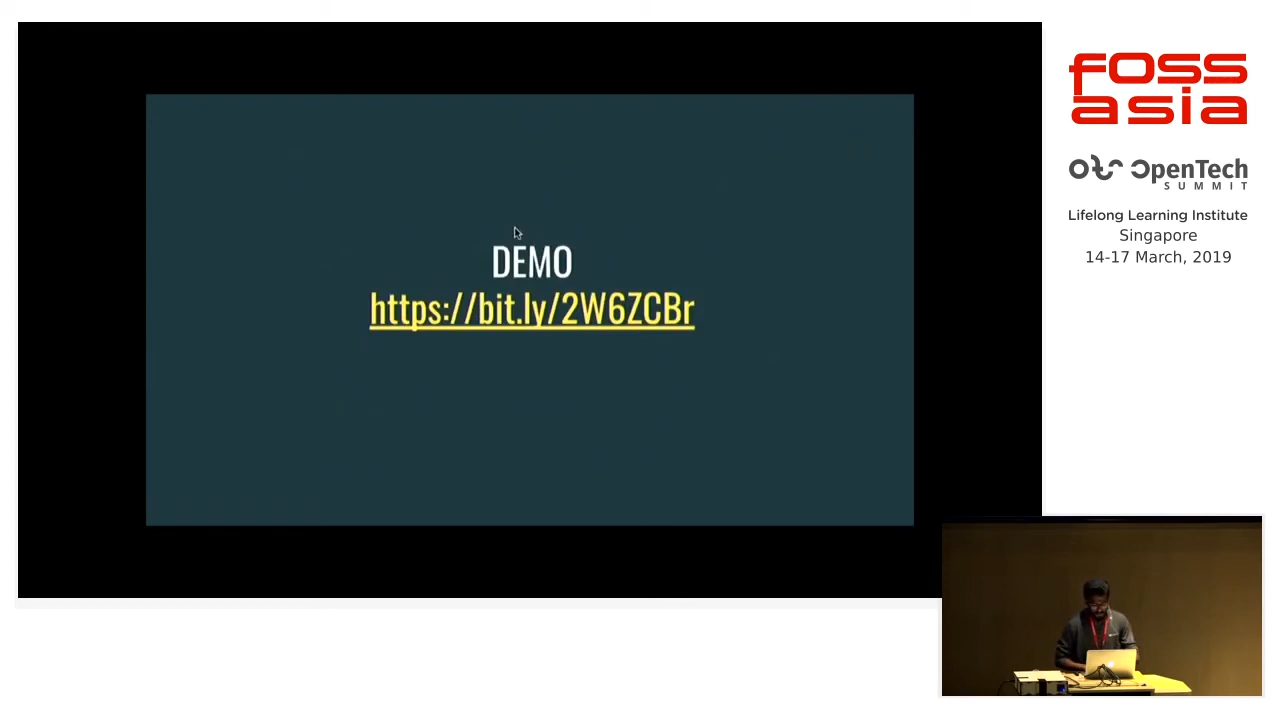 DEMO
https://bit.ly/2W6ZCBr
fOSS
asia
OpenTech
SUMMIT
Lifelong Learning Institute
Singapore
14-17 March, 2019